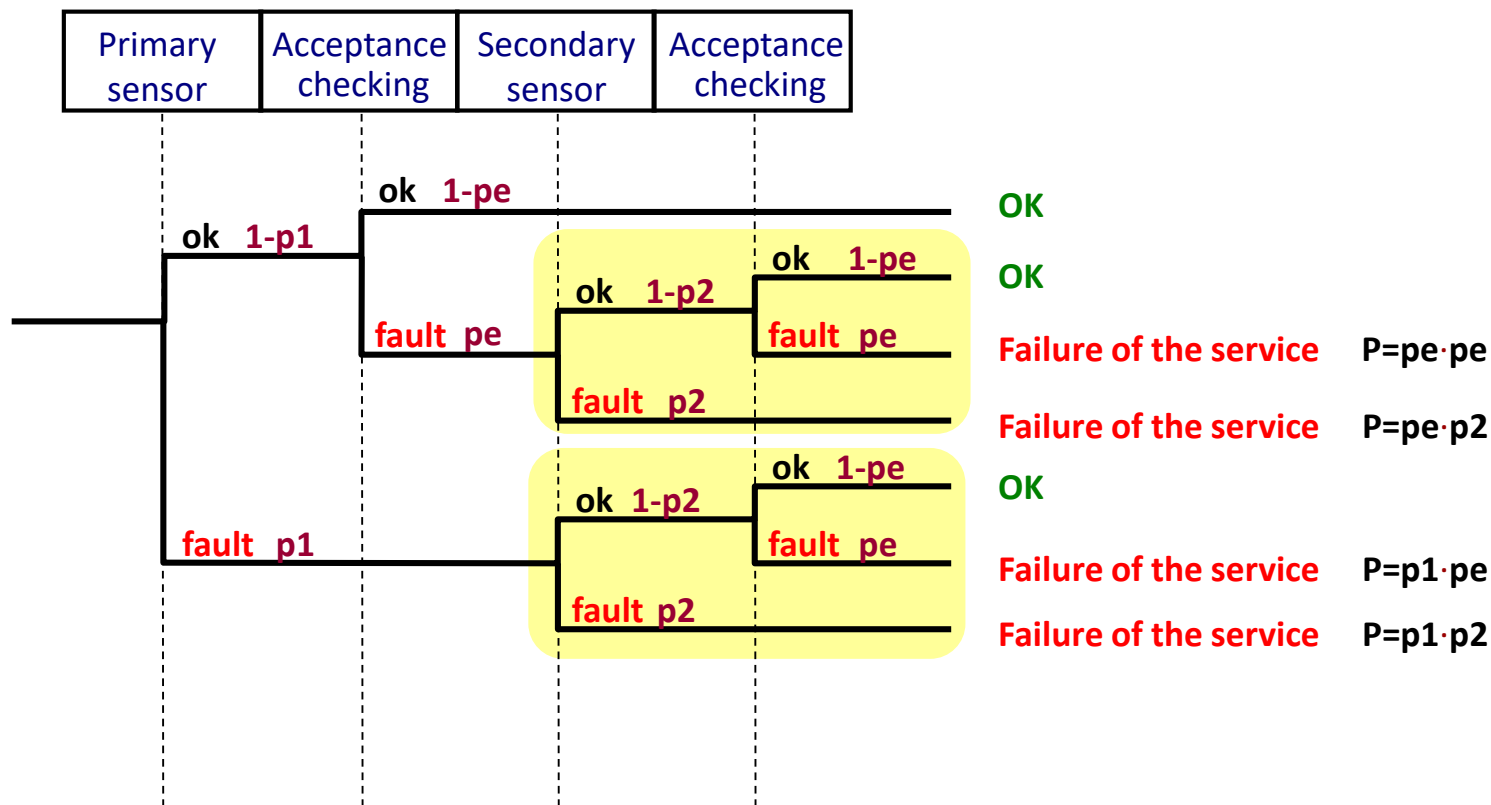 Primary sensor
Acceptance checking
Secondary sensor
Acceptance checking
ok 1-pe
OK
ok 1-p1
ok 1-pe
OK
ok 1-p2
fault pe
fault pe
Failure of the service P=pe·pe
fault p2
Failure of the service P=pe·p2
ok 1-pe
OK
ok 1-p2
fault p1
fault pe
Failure of the service P=p1·pe
fault p2
Failure of the service P=p1·p2